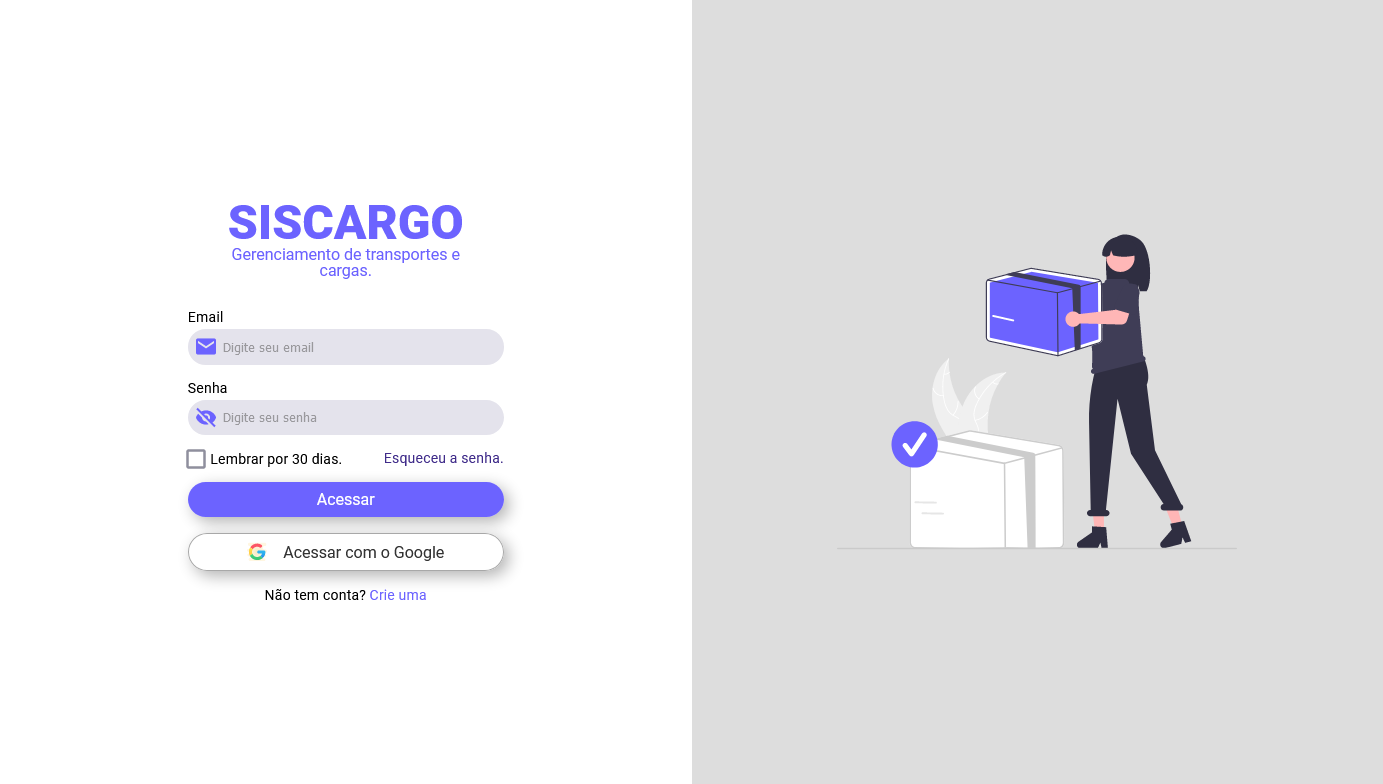 SISCARGO
Gerenciamento de transportes e
cargas.
Email
Digite seu email
Senha
Digite seu senha
Lembrar por 30 dias.
Esqueceu a senha.
Acessar
Acessar com o Google
Não tem conta? Crie uma